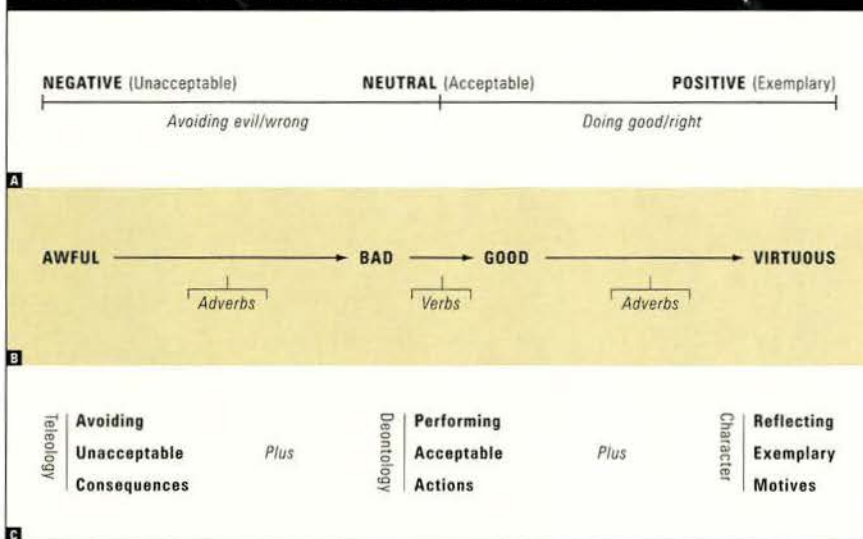 NEGATIVE (Unacceptable) NEUTRAL (Acceptable) POSITIVE (Exemplary)
Avoiding evil/wrong Doing good/right
A
AWFUL BAD GOOD VIRTUOUS
Adverbs Verbs Adverbs
B
Teleology
Avoiding
Unacceptable
Consequences
Plus
Deontology
Performing
Acceptable
Actions
Plus
Character
Reflecting
Exemplary
Motives
C